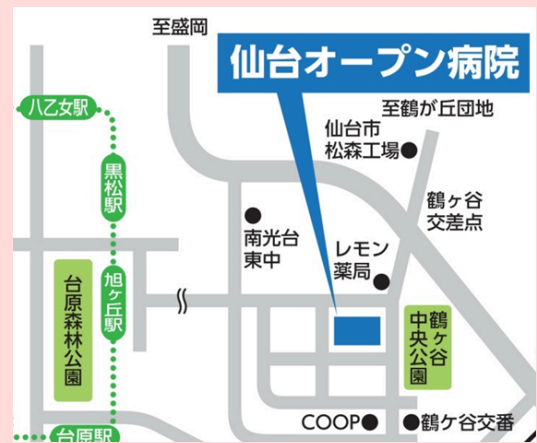 至盛岡
仙台オープン病院
八乙女駅
至鶴が丘団地
仙台市
松森工場
黒松駅
鶴ヶ谷
交差点
南光台
東中
レモン
薬局
旭ヶ丘駅
台原森林公園
鶴ヶ谷
中央公園
COOP
鶴ケ谷交番
台原駅